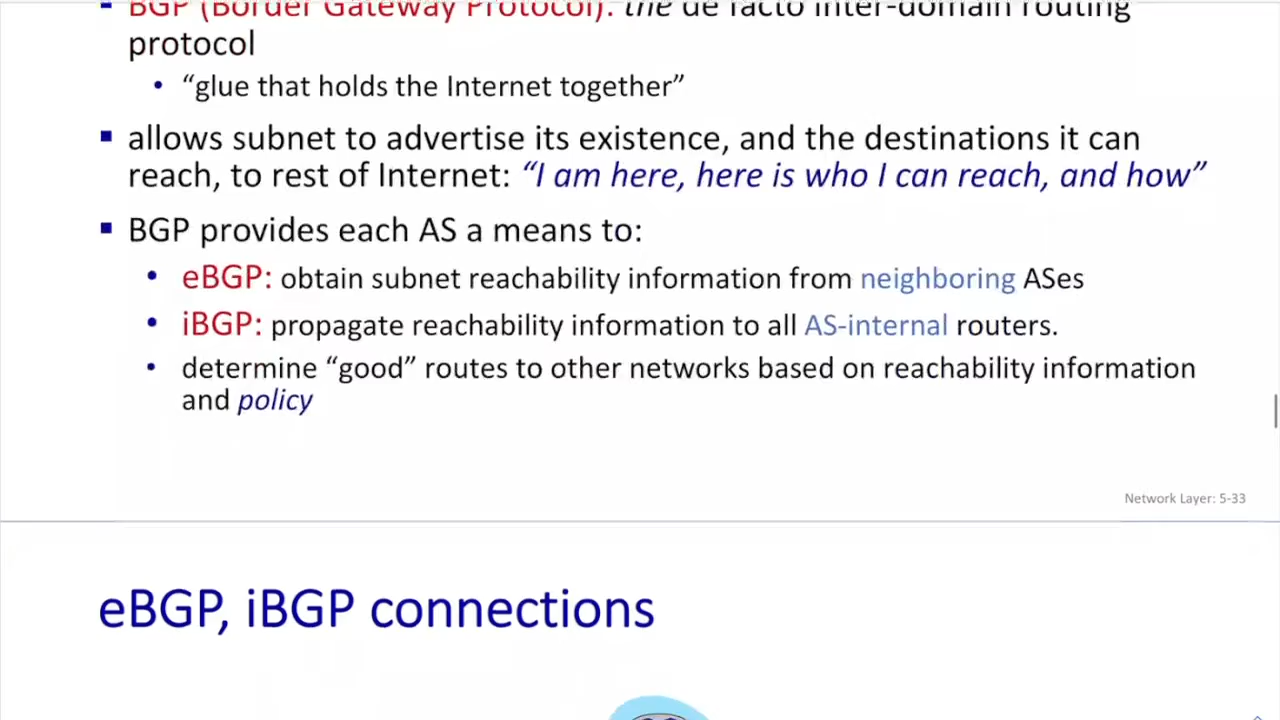 BGP (Border Gateway Protocol): the de facto inter-domain routing
protocol
• “glue that holds the Internet together”
▪ allows subnet to advertise its existence, and the destinations it can
reach, to rest of Internet: “I am here, here is who I can reach, and how”
▪ BGP provides each AS a means to:
• eBGP: obtain subnet reachability information from neighboring ASes
• iBGP: propagate reachability information to all AS-internal routers.
• determine “good” routes to other networks based on reachability information
and policy
Network Layer: 5-33
eBGP, iBGP connections